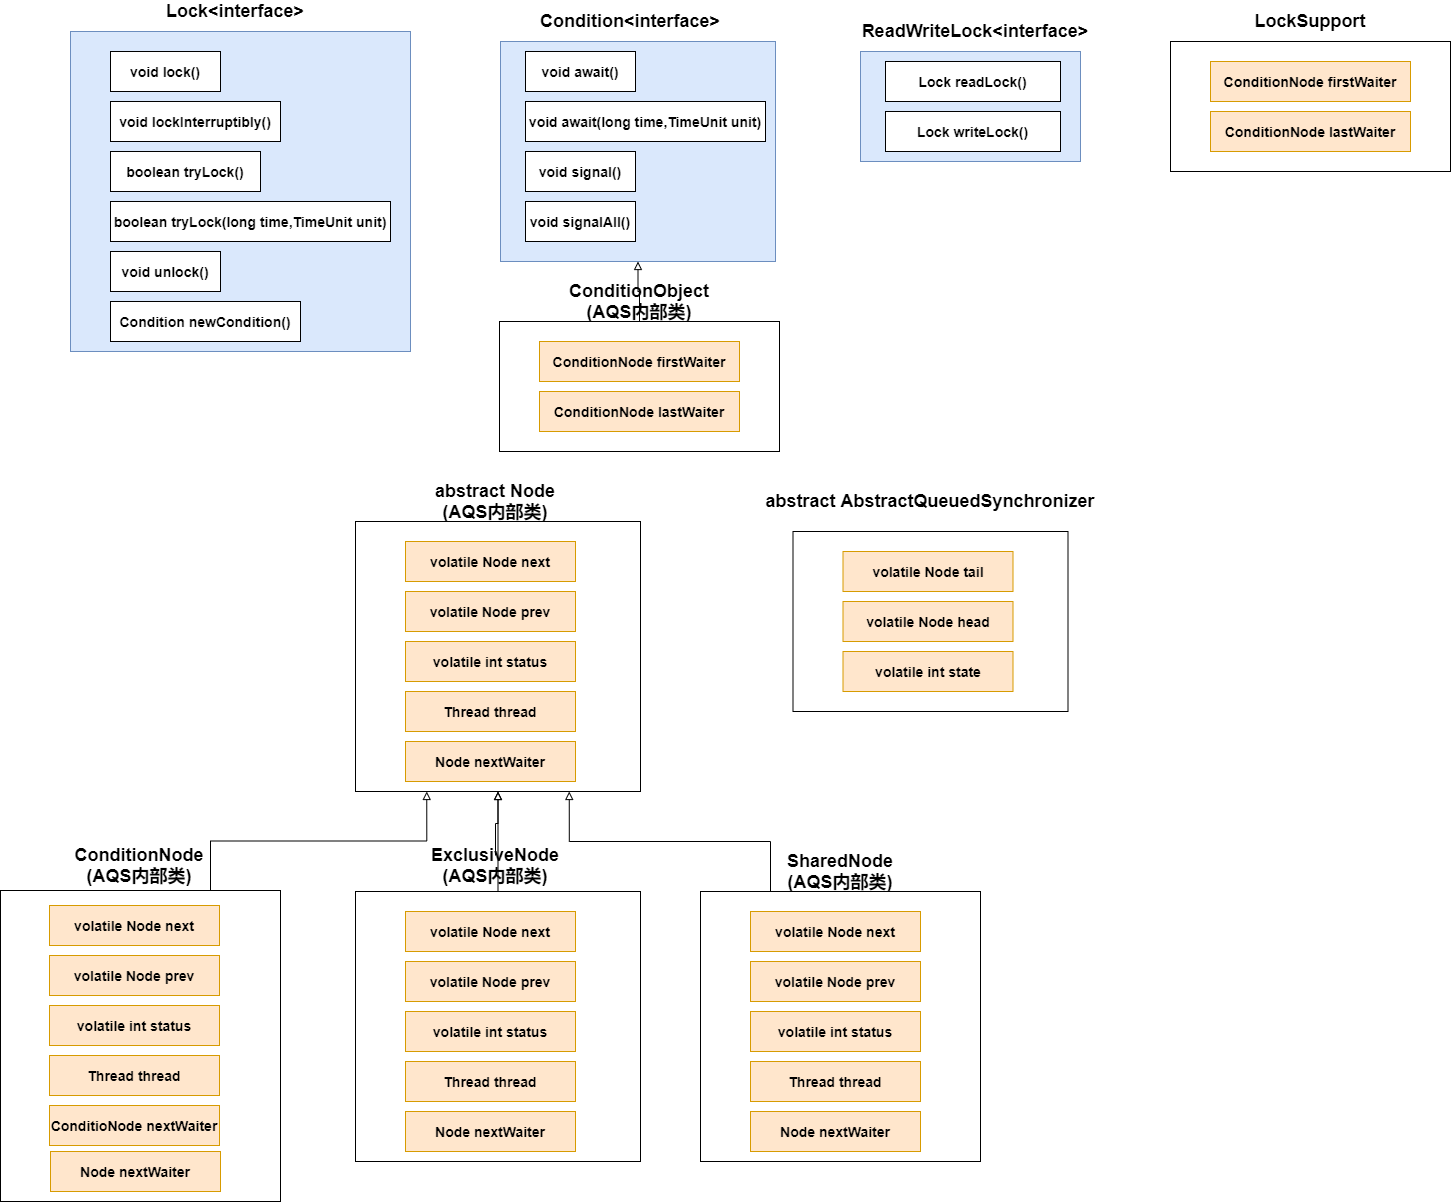 Lock<interface>
void lock()
void lockInterruptibly()
boolean tryLock()
boolean tryLock(long time,TimeUnit unit)
void unlock()
Condition newCondition()
Condition<interface>
void await()
void await(long time,TimeUnit unit)
void signal()
void signalAll()
ReadWriteLock<interface>
Lock readLock()
Lock writeLock()
LockSupport
ConditionNode firstWaiter
ConditionNode lastWaiter
ConditionObject
(AQS内部类)
ConditionNode firstWaiter
ConditionNode lastWaiter
abstract Node
(AQS内部类)
volatile Node next
volatile Node prev
volatile int status
Thread thread
Node nextWaiter
abstract AbstractQueuedSynchronizer
volatile Node tail
volatile Node head
volatile int state
ConditionNode
(AQS内部类)
volatile Node next
volatile Node prev
volatile int status
Thread thread
ConditioNode nextWaiter
Node nextWaiter
ExclusiveNode
(AQS内部类)
volatile Node next
volatile Node prev
volatile int status
Thread thread
Node nextWaiter
SharedNode
(AQS内部类)
volatile Node next
volatile Node prev
volatile int status
Thread thread
Node nextWaiter